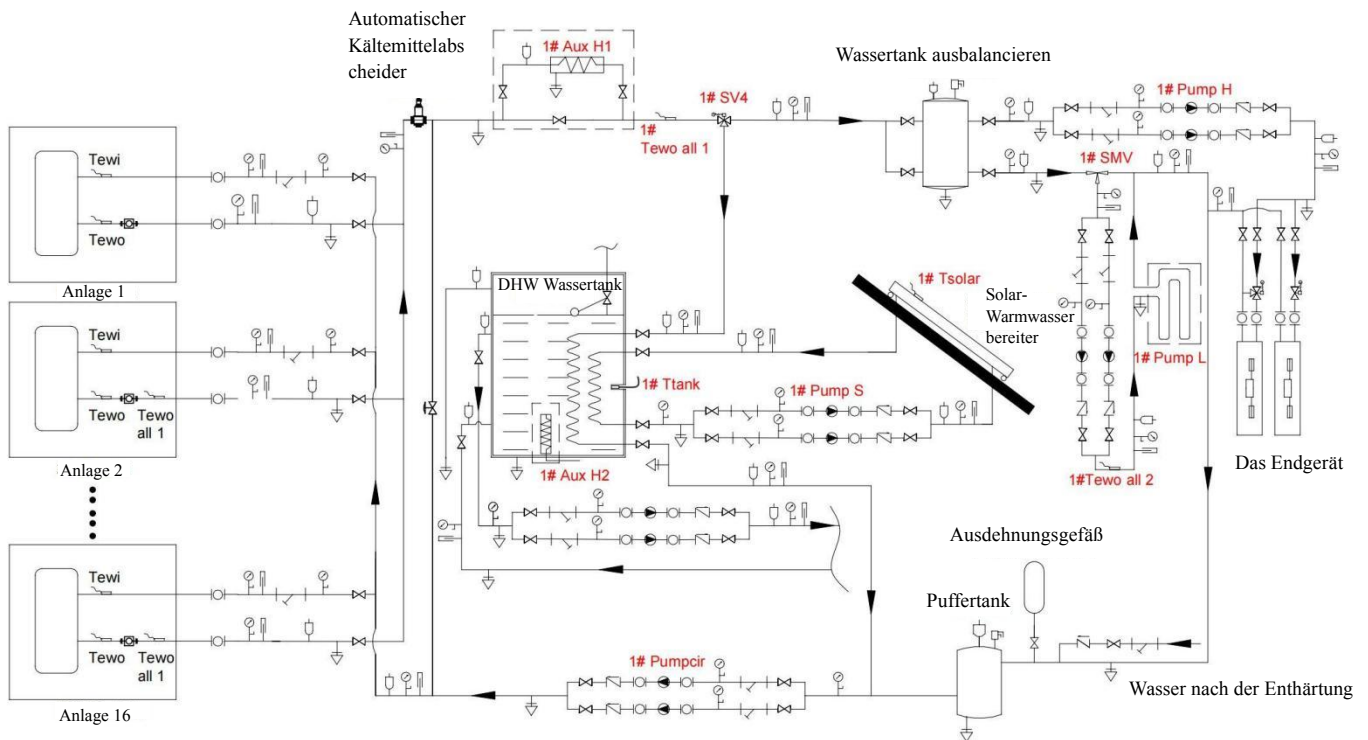 Automatischer
Kältemittelabs
cheider
1# Aux H1
1# SV4
1#
Tewo all 1
Wassertank ausbalancieren
1# Pump H
1# SMV
Tewi
Tewo
Anlage 1
Tewi
Tewo
Tewo
all 1
Anlage 2
Tewi
Tewo
Tewo
all 1
Anlage 16
DHW Wassertank
1# Ttank
1# Aux H2
1# Tsolar
Solar-
Warmwasser
bereiter
1# Pump S
1# Pump L
1#Tewo all 2
Das Endgerät
Ausdehnungsgefäß
Puffertank
1# Pumpcir
Wasser nach der Enthärtung